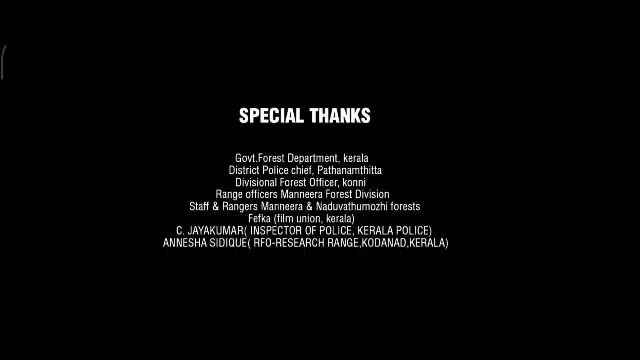 SPECIAL THANKS
Govt.Forest Department, kerala
District Police chief, Pathanamthitta
Divisional Forest Officer, konni
Range officers Manneera Forest Division
Staff & Rangers Manneera & Naduvathumozhi forests
Fefka (film union, kerala)
C. JAYAKUMAR( INSPECTOR OF POLICE, KERALA POLICE)
ANNESHA SIDIQUE( RFO-RESEARCH RANGE,KODANAD,KERALA)